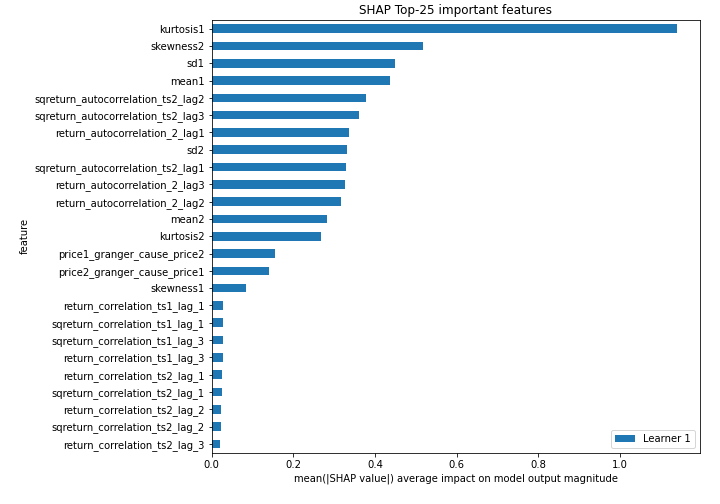 SHAP Top-25 important features
kurtosis1
skewness2
sd1
mean1
sqreturn_autocorrelation_ts2_lag2
sqreturn_autocorrelation_ts2_lag3
return_autocorrelation_2_lag1
sd2
sqreturn_autocorrelation_ts2_lag1
return_autocorrelation_2_lag3
return_autocorrelation_2_lag2
mean2
kurtosis2
price1_granger_cause_price2
price2_granger_cause_price1
skewness1
return_correlation_ts1_lag_1
sqreturn_correlation_ts1_lag_1
sqreturn_correlation_ts1_lag_3
return_correlation_ts1_lag_3
return_correlation_ts2_lag_1
sqreturn_correlation_ts2_lag_1
return_correlation_ts2_lag_2
sqreturn_correlation_ts2_lag_2
return_correlation_ts2_lag_3
feature
Learner 1
0.0 0.2 0.4 0.6 0.8 1.0
mean(|SHAP value|) average impact on model output magnitude